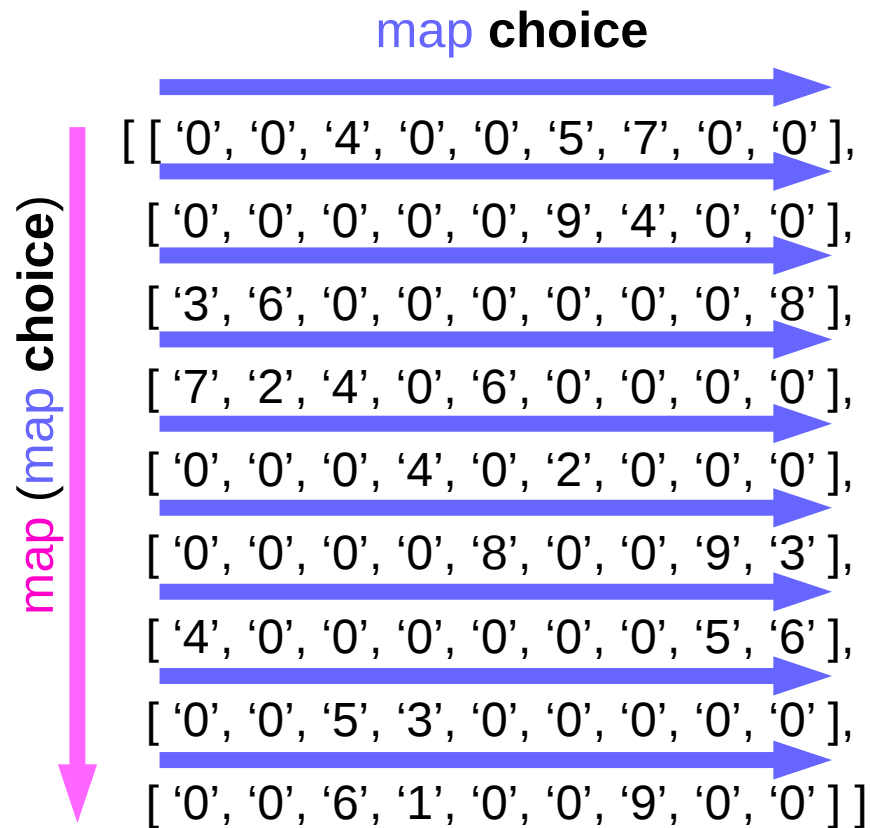 map choice
[ [ ‘0’, ‘0’, ‘4’, ‘0’, ‘0’, ‘5’, ‘7’, ‘0’, ‘0’ ],
[ ‘0’, ‘0’, ‘0’, ‘0’, ‘0’, ‘9’, ‘4’, ‘0’, ‘0’ ],
[ ‘3’, ‘6’, ‘0’, ‘0’, ‘0’, ‘0’, ‘0’, ‘0’, ‘8’ ],
[ ‘7’, ‘2’, ‘4’, ‘0’, ‘6’, ‘0’, ‘0’, ‘0’, ‘0’ ],
[ ‘0’, ‘0’, ‘0’, ‘4’, ‘0’, ‘2’, ‘0’, ‘0’, ‘0’ ],
[ ‘0’, ‘0’, ‘0’, ‘0’, ‘8’, ‘0’, ‘0’, ‘9’, ‘3’ ],
[ ‘4’, ‘0’, ‘0’, ‘0’, ‘0’, ‘0’, ‘0’, ‘5’, ‘6’ ],
[ ‘0’, ‘0’, ‘5’, ‘3’, ‘0’, ‘0’, ‘0’, ‘0’, ‘0’ ],
[ ‘0’, ‘0’, ‘6’, ‘1’, ‘0’, ‘0’, ‘9’, ‘0’, ‘0’ ] ]
map (map choice)